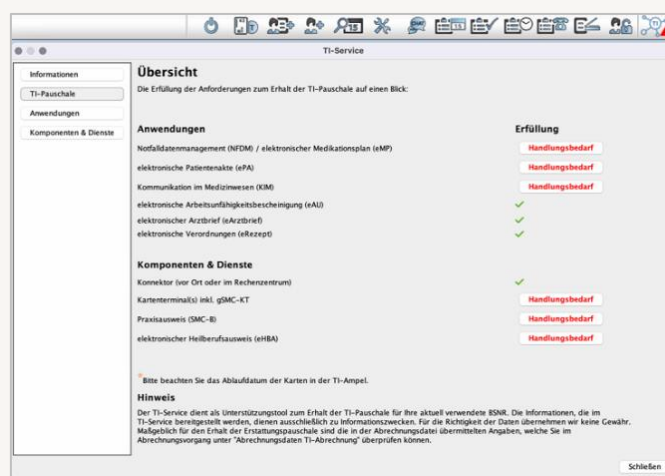 TI-Service
Informationen
TI-Pauschale
Anwendungen
Komponenten & Dienste
Übersicht
Die Erfüllung der Anforderungen zum Erhalt der TI-Pauschale auf einen Blick:
Anwendungen Erfüllung
Notfalldatenmanagement (NFDM) / elektronischer Medikationsplan (eMP) Handlungsbedarf
elektronische Patientenakte (ePA) Handlungsbedarf
Kommunikation im Medizinwesen (KIM) Handlungsbedarf
elektronische Arbeitsunfähigkeitsbescheinigung (eAU)
elektronischer Arztbrief (eArztbrief)
elektronische Verordnungen (eRezept)
Komponenten & Dienste
Konnektor (vor Ort oder im Rechenzentrum)
Kartenterminal(s) inkl. gSMC-KT Handlungsbedarf
Praxisausweis (SMC-B) Handlungsbedarf
elektronischer Heilberufsausweis (eHBA) Handlungsbedarf
*Bitte beachten Sie das Ablaufdatum der Karten in der TI-Ampel.
Hinweis
Der TI-Service dient als Unterstützungstool zum Erhalt der TI-Pauschale für Ihre aktuell verwendete BSNR. Die Informationen, die im
TI-Service bereitgestellt werden, dienen ausschließlich zu Informationszwecken. Für die Richtigkeit der Daten übernehmen wir keine Gewähr.
Maßgeblich für den Erhalt der Erstattungspauschale sind die in der Abrechnungsdatei übermittelten Angaben, welche Sie im
Abrechnungsvorgang unter "Abrechnungsdaten TI-Abrechnung" überprüfen können.
Schließen